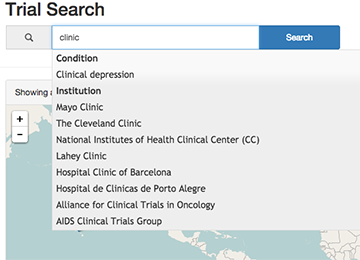 Trial Search
clinic
Search
Condition
Clinical depression
Institution
Mayo Clinic
The Cleveland Clinic
National Institutes of Health Clinical Center (CC)
Lahey Clinic
Hospital Clinic of Barcelona
Hospital de Clinicas de Porto Alegre
Alliance for Clinical Trials in Oncology
AIDS Clinical Trials Group
Showing
+
−